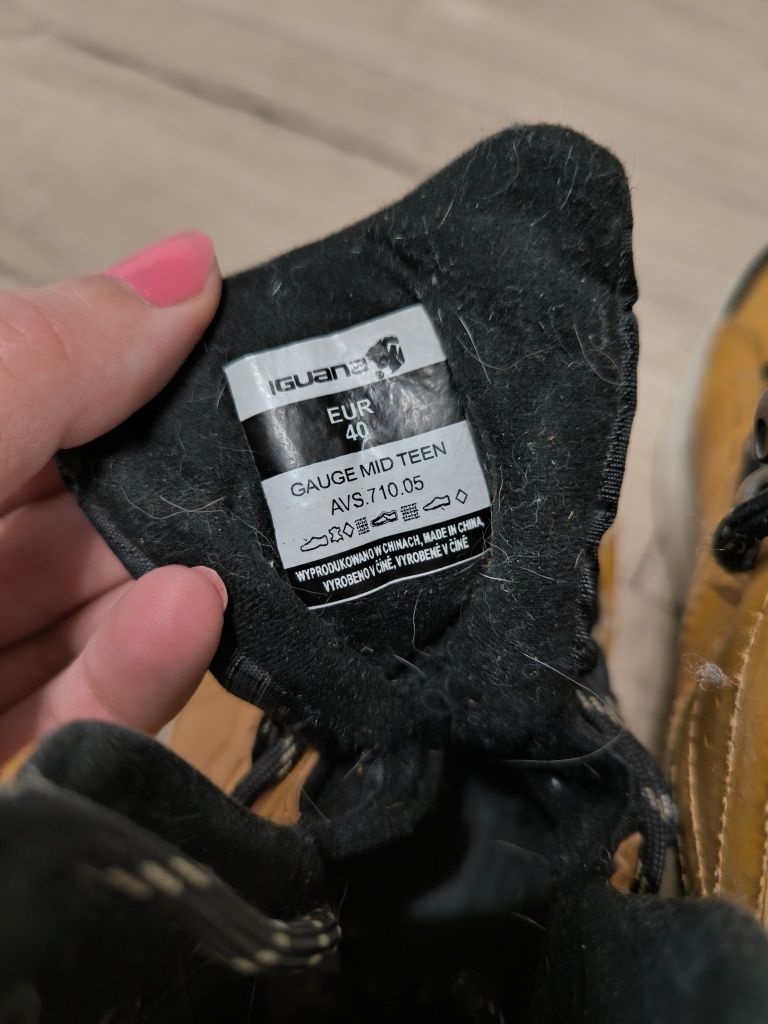 IGUANA
EUR
40
GAUGE MID TEEN
AVS.710.05
WYPRODUKOWANO W CHINACH, MADE IN CHINA,
VYROBENO V ČÍNĚ, VYROBENÉ V ČÍNE